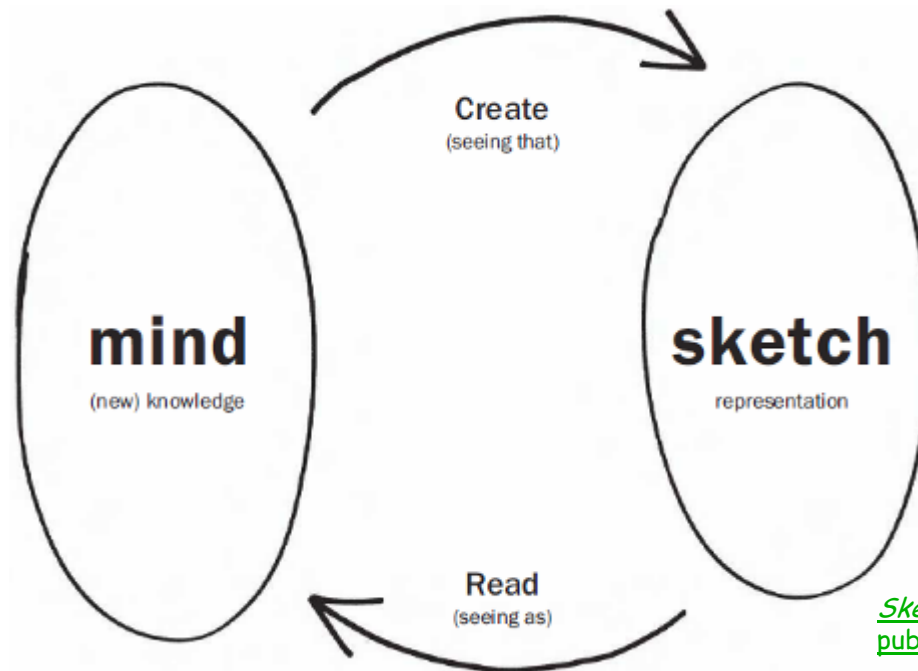 Create
(seeing that)
mind
(new) knowledge
sketch
representation
Read
(seeing as)